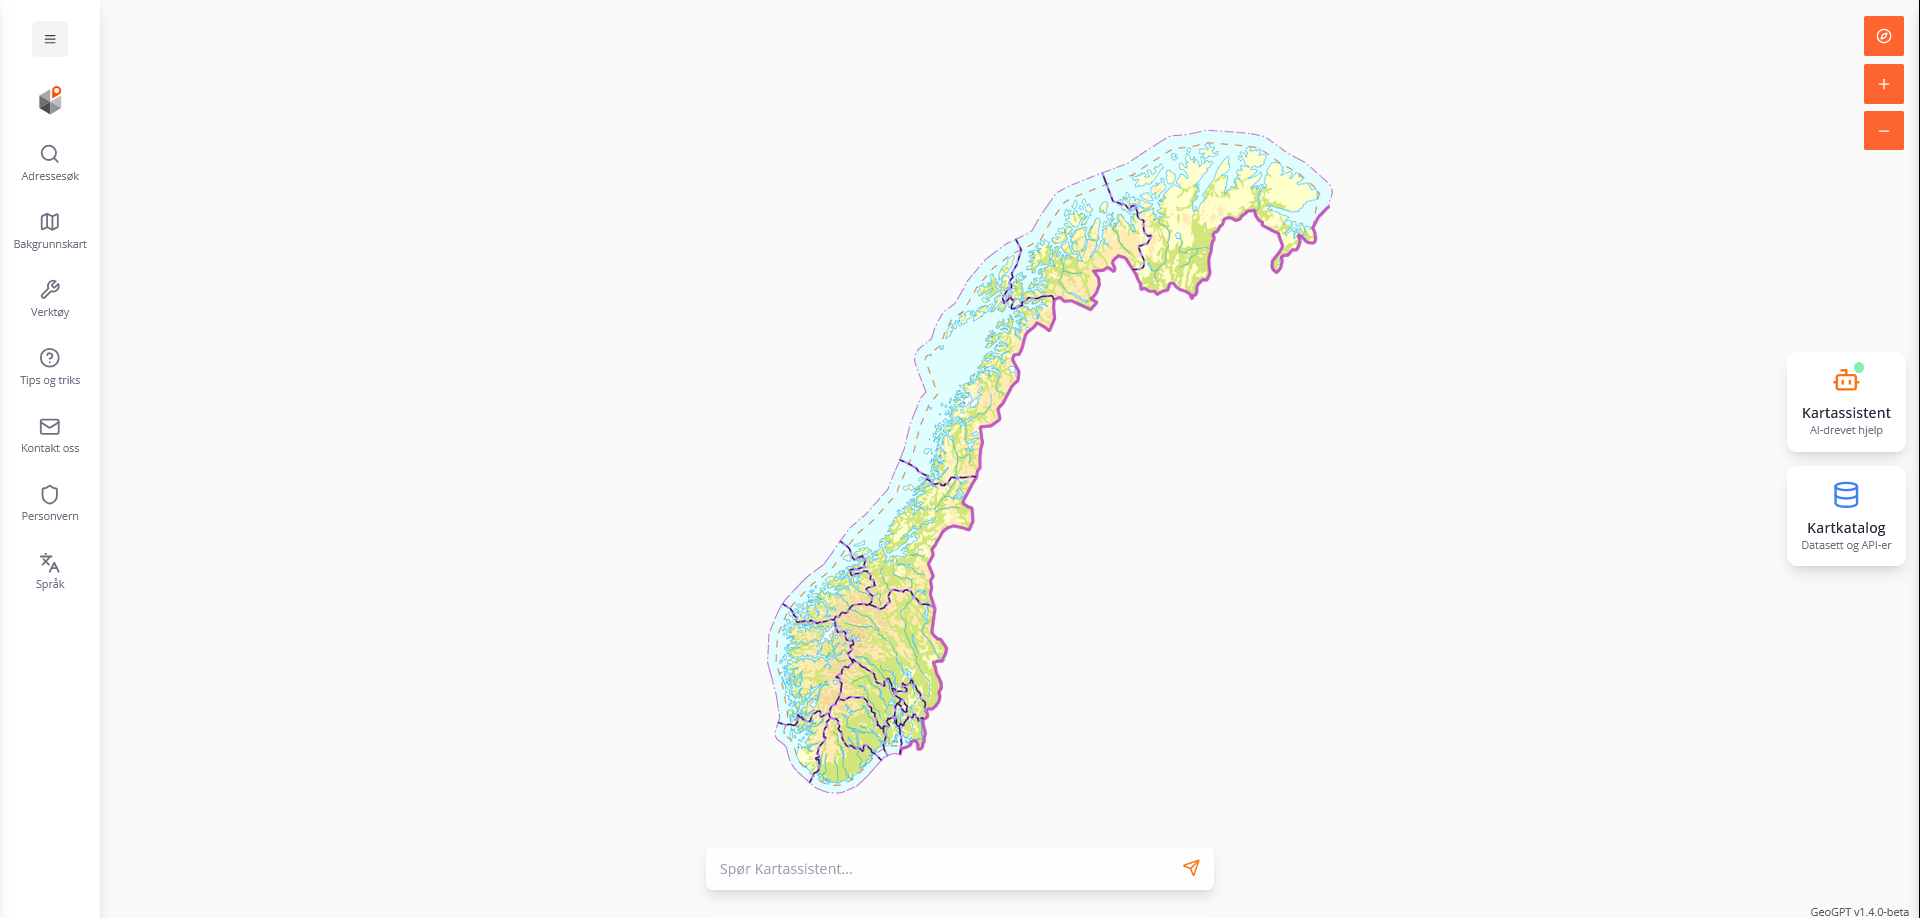 Adressesøk
Bakgrunnskart
Verktøy
Tips og triks
Kontakt oss
Personvern
Språk
Kartassistent
AI-drevet hjelp
Kartkatalog
Datasett og API-er
Spør Kartassistent...
GeoGPT v1.4.0-beta